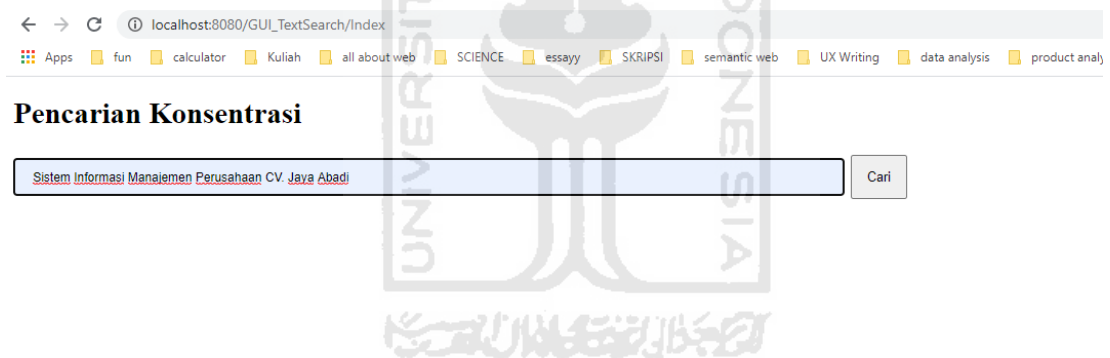 localhost:8080/GUI_TextSearch/Index
Apps fun calculator Kuliah all about web SCIENCE essayy SKRIPSI semantic web UX Writing data analysis product analy
Pencarian Konsentrasi
Sistem Informasi Manajemen Perusahaan CV. Jaya Abadi Cari